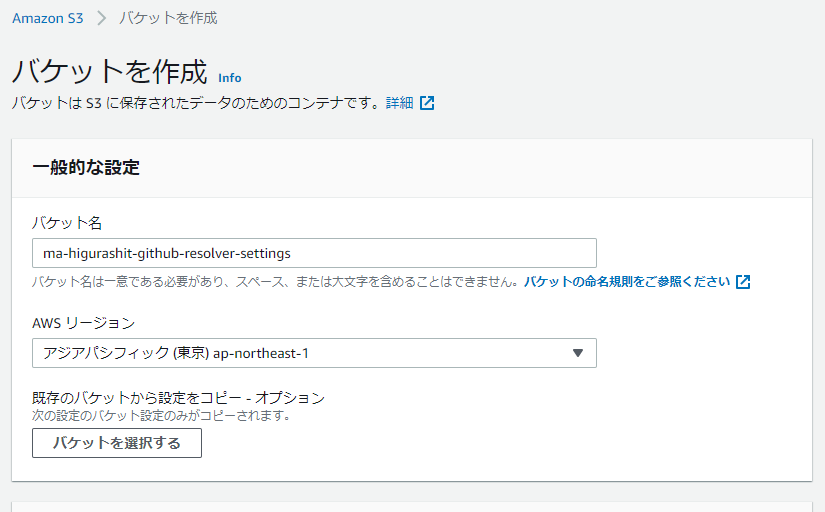 Amazon S3 > バケットを作成
バケットを作成 Info
バケットは S3 に保存されたデータのためのコンテナです。詳細
一般的な設定
バケット名
ma-higurashit-github-resolver-settings
バケット名は一意である必要があり、スペース、または大文字を含めることはできません。バケットの命名規則をご参照ください
AWS リージョン
アジアパシフィック (東京) ap-northeast-1
既存のバケットから設定をコピー - オプション
次の設定のバケット設定のみがコピーされます。
バケットを選択する